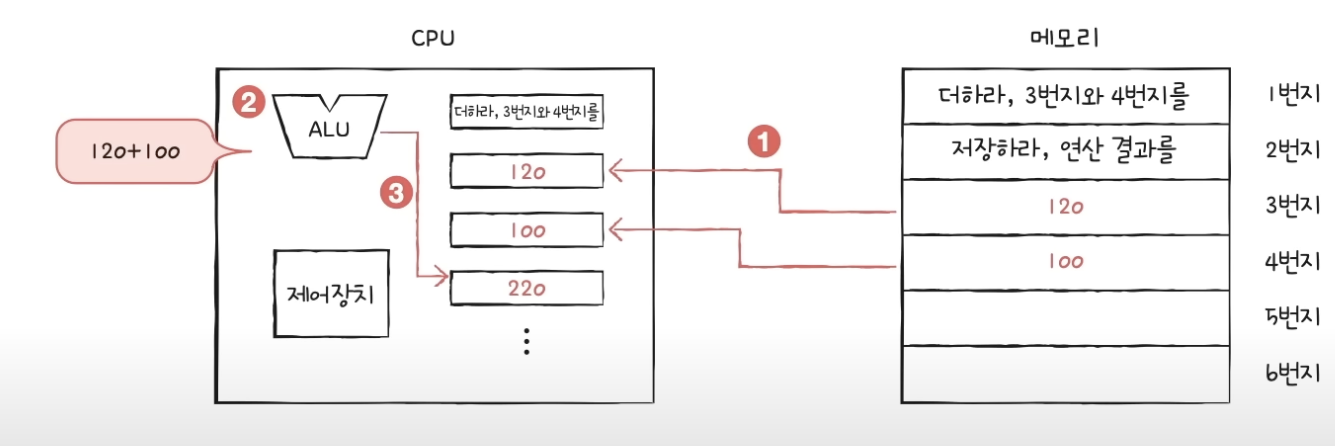 CPU
메모리
❷
ALU
120+100
❸
제어장치
더하라, 3번지와 4번지를
120
100
220
❶
더하라, 3번지와 4번지를
1번지
저장하라, 연산 결과를
2번지
120
3번지
100
4번지
5번지
6번지